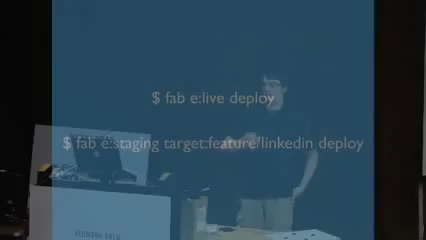 $ fab e:live deploy
$ fab e:staging target:feature/linkedin deploy